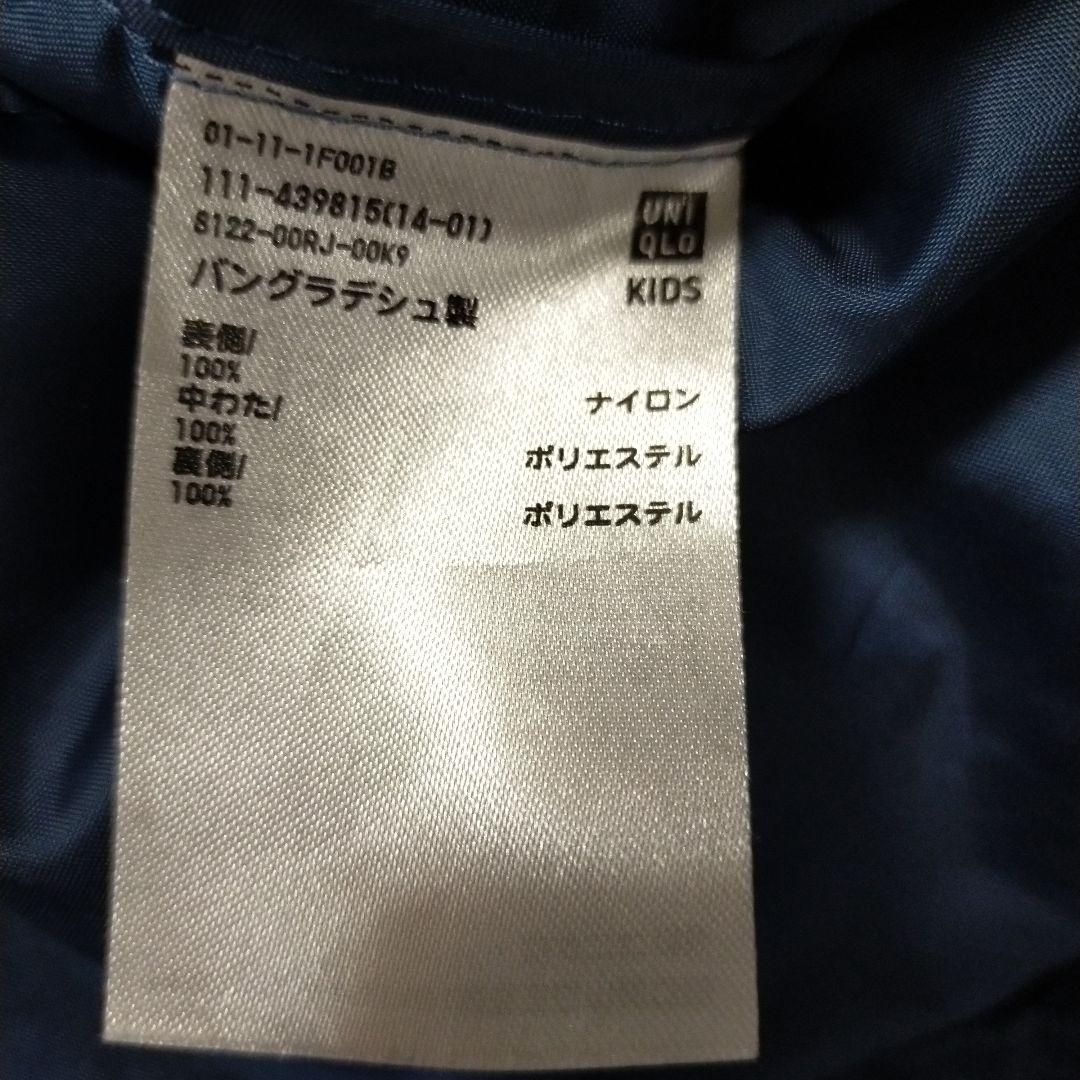 01-11-1F001B
111-439815(14-01)
8122-00RJ-00K9
バングラデシュ製
UNI
QLO
KIDS
表側/
100%
ナイロン
中わた/
100%
ポリエステル
裏側/
100%
ポリエステル